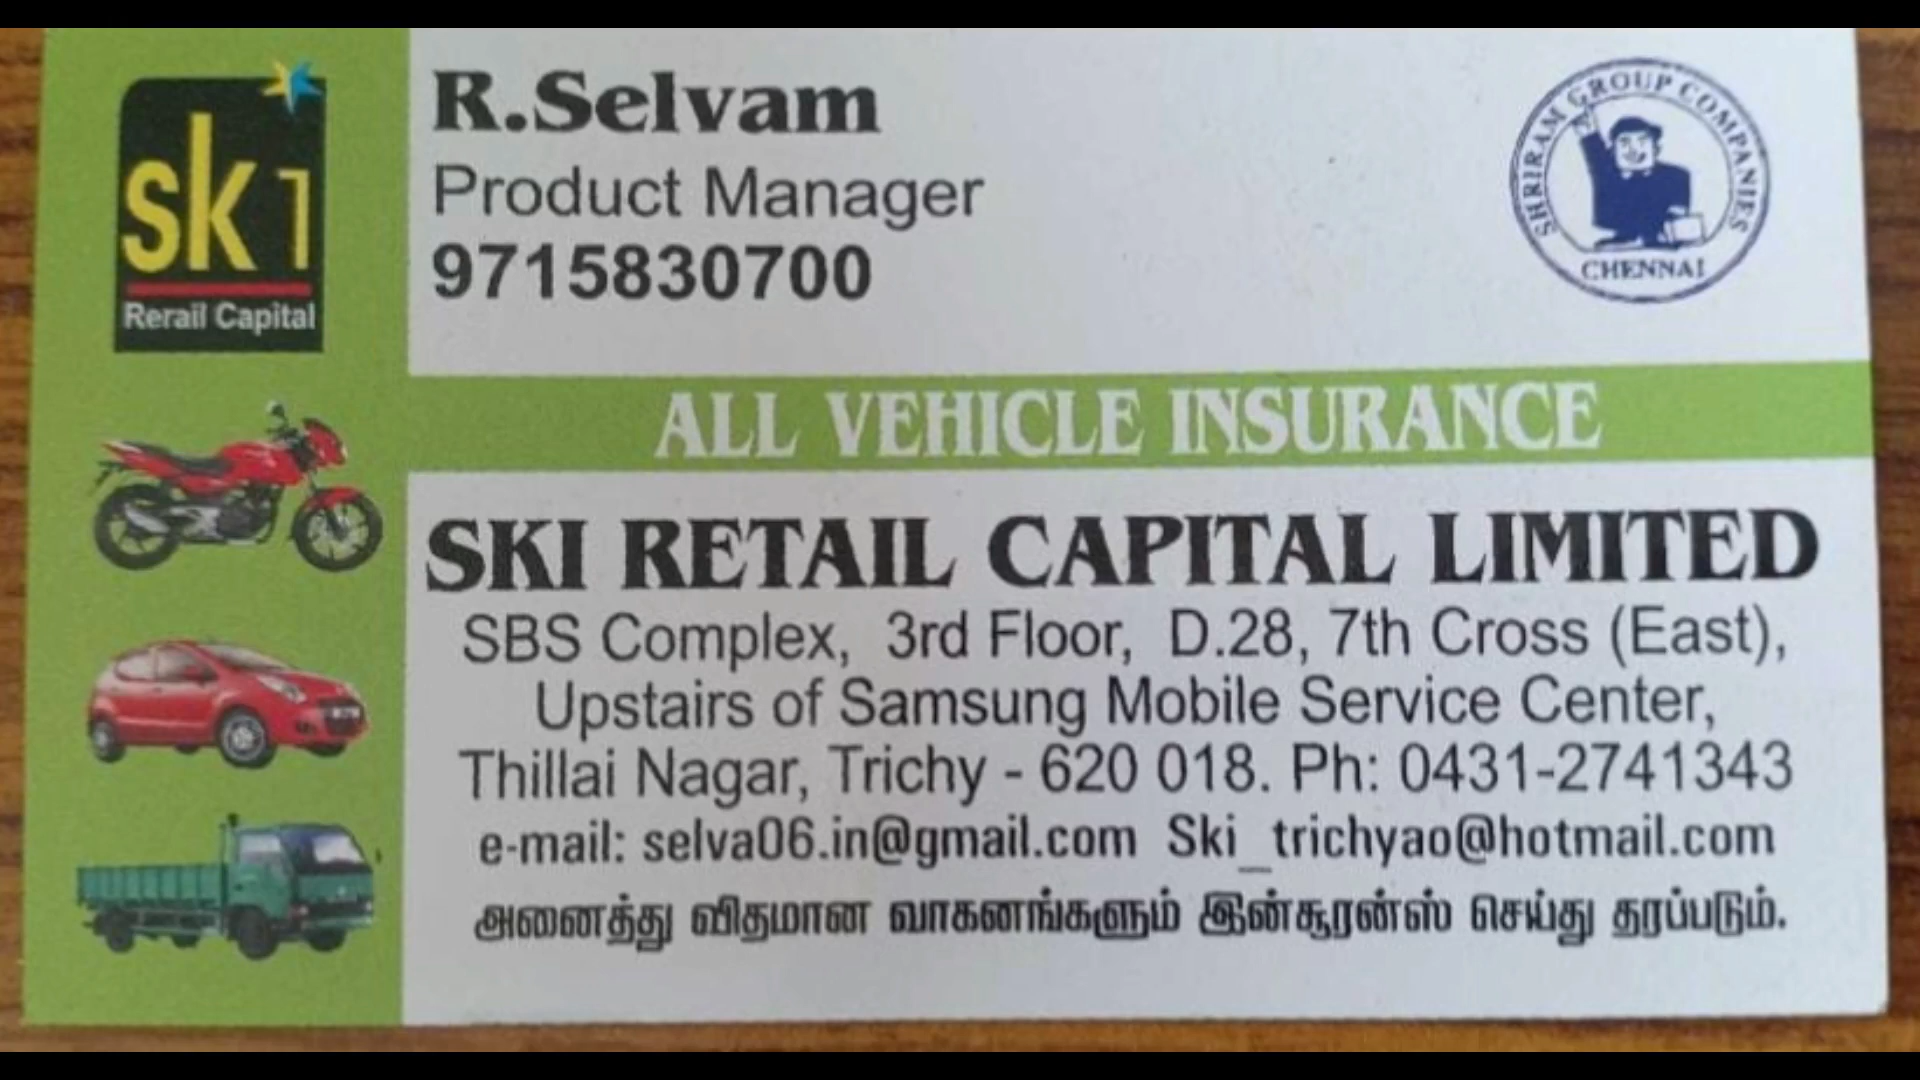 sk1
Rerail Capital
R.Selvam
Product Manager
9715830700
SHRIRAM GROUP COMPANIES
CHENNAI
ALL VEHICLE INSURANCE
SKI RETAIL CAPITAL LIMITED
SBS Complex, 3rd Floor, D.28, 7th Cross (East),
Upstairs of Samsung Mobile Service Center,
Thillai Nagar, Trichy - 620 018. Ph: 0431-2741343
e-mail: selva06.in@gmail.com Ski_trichyao@hotmail.com
அனைத்து விதமான வாகனங்களும் இன்சூரன்ஸ் செய்து தரப்படும்.